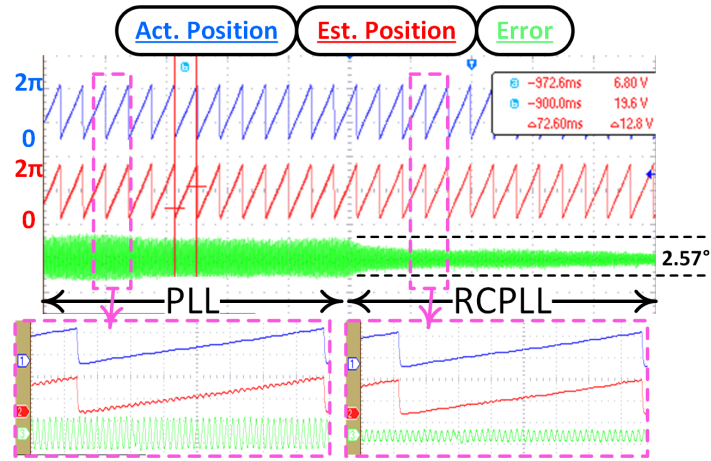 Act. Position Est. Position Error
2π
0
2π
0
a -972.6ms 6.80 V
b -900.0ms 19.6 V
△72.60ms △12.8 V
b
T
2.57°
PLL RCPLL
1
2
3
1
2
3